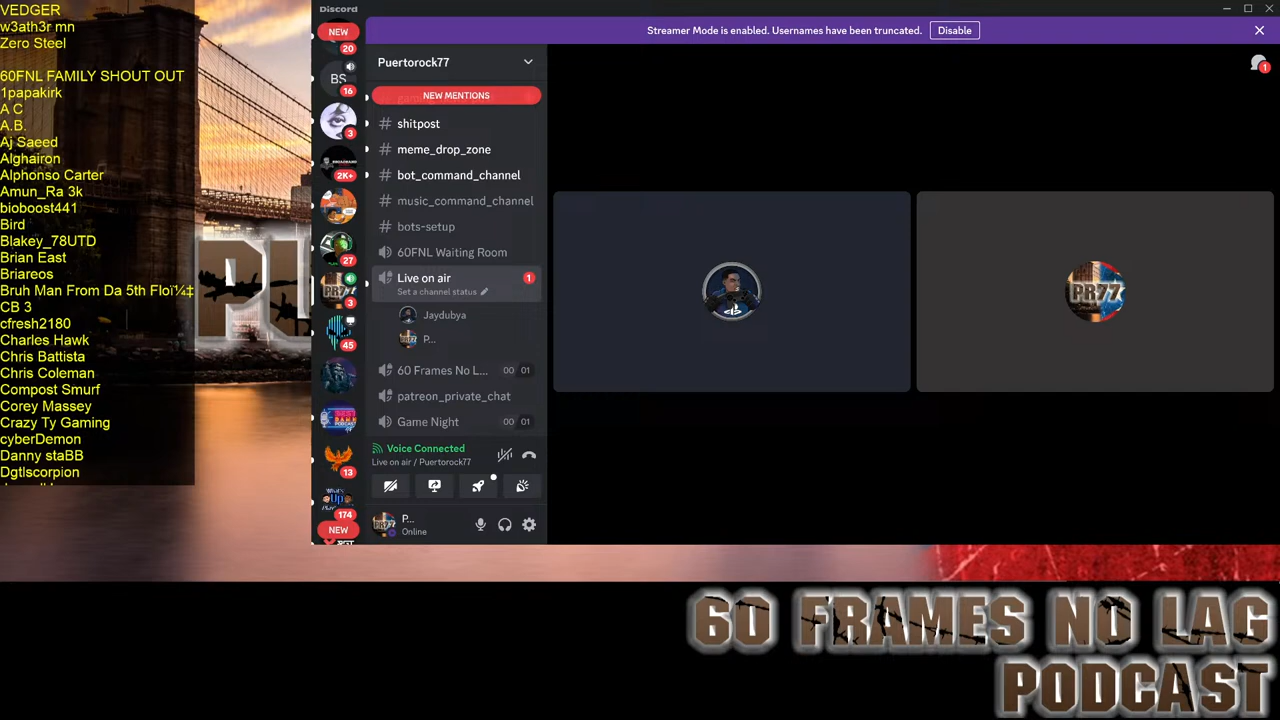 VEDGER
w3ath3r mn
Zero Steel
60FNL FAMILY SHOUT OUT
1papakirk
A C
A.B.
Aj Saeed
Alghairon
Alphonso Carter
Amun_Ra 3k
bioboost441
Bird
Blakey_78UTD
Brian East
Briareos
Bruh Man From Da 5th Floï¼‡
CB 3
cfresh2180
Charles Hawk
Chris Battista
Chris Coleman
Compost Smurf
Corey Massey
Crazy Ty Gaming
cyberDemon
Danny staBB
Dgtlscorpion
Discord
NEW
20
BS
16
3
2K+
27
3
45
13
174
NEW
Streamer Mode is enabled. Usernames have been truncated.
Disable
Puertorock77
NEW MENTIONS
# shitpost
# meme_drop_zone
# bot_command_channel
# music_command_channel
# bots-setup
60FNL Waiting Room
Live on air
1
Set a channel status
Jaydubya
P...
60 Frames No L...
00 01
patreon_private_chat
Game Night
00 01
Voice Connected
Live on air / Puertorock77
P...
Online
1
PR77
60 FRAMES NO LAG
PODCAST